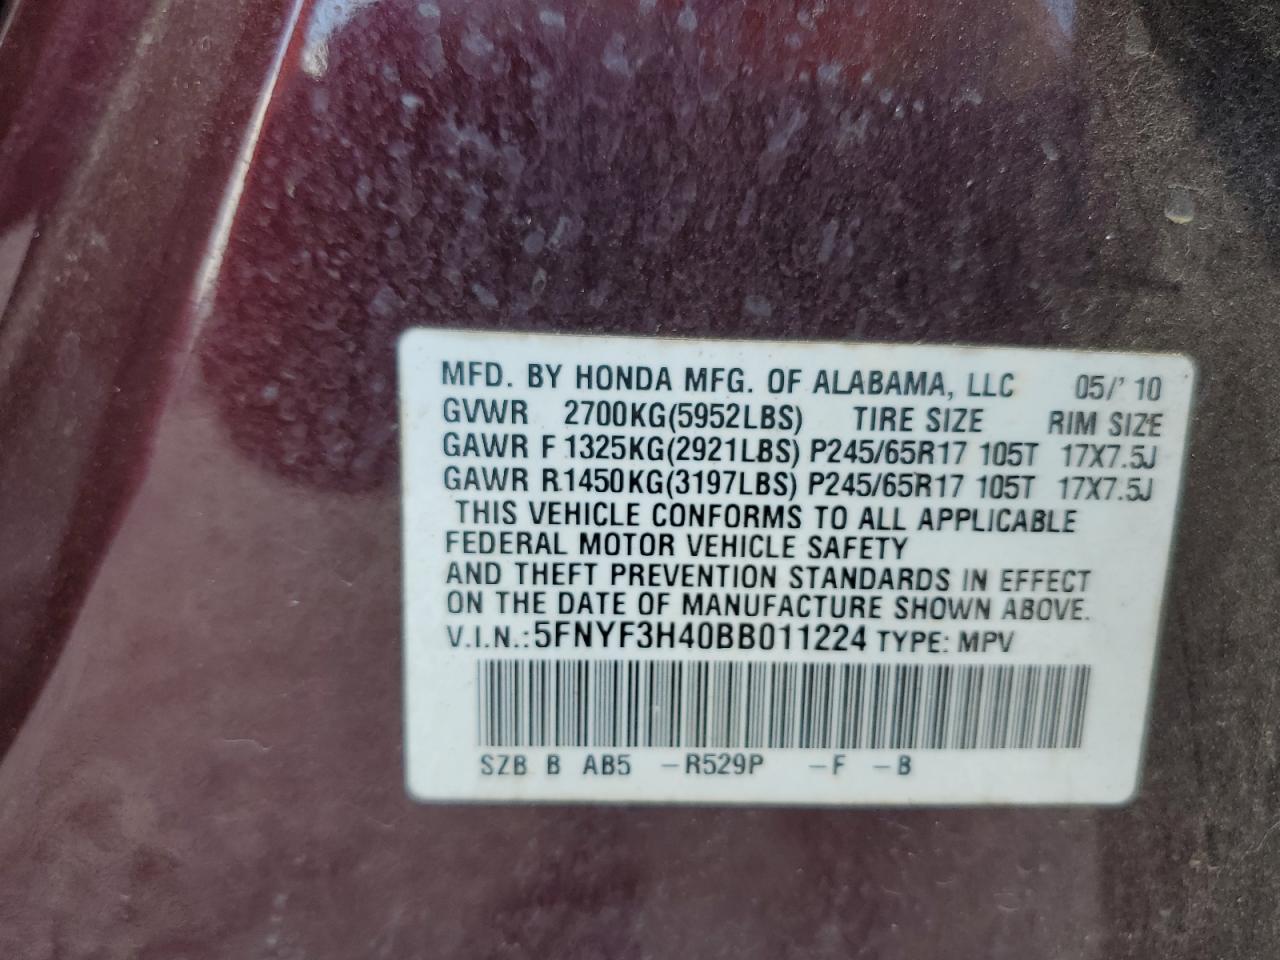 MFD. BY HONDA MFG. OF ALABAMA, LLC 05/' 10
GVWR 2700KG(5952LBS) TIRE SIZE RIM SIZE
GAWR F 1325KG(2921LBS) P245/65R17 105T 17X7.5J
GAWR R1450KG(3197LBS) P245/65R17 105T 17X7.5J
THIS VEHICLE CONFORMS TO ALL APPLICABLE
FEDERAL MOTOR VEHICLE SAFETY
AND THEFT PREVENTION STANDARDS IN EFFECT
ON THE DATE OF MANUFACTURE SHOWN ABOVE.
V.I.N.:5FNYF3H40BB011224 TYPE: MPV
SZB B AB5 –R529P –F –B